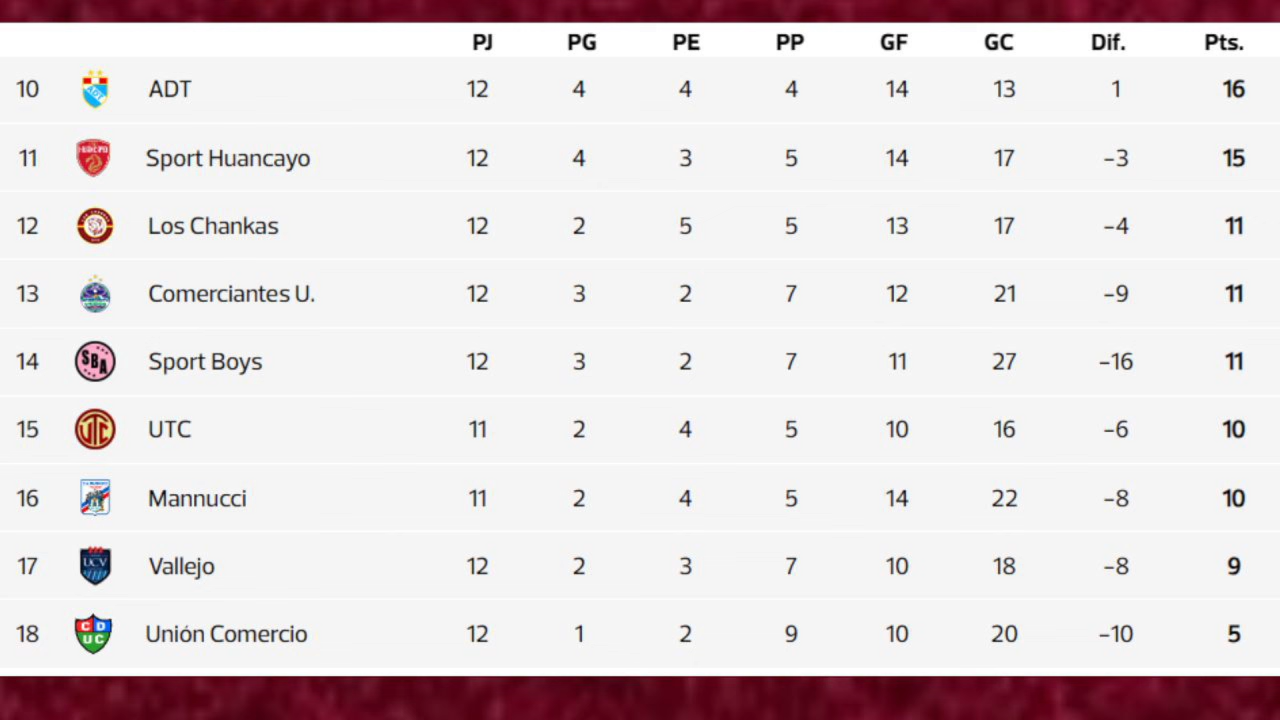 PJ PG PE PP GF GC Dif. Pts.
10 ADT 12 4 4 4 14 13 1 16
11 Sport Huancayo 12 4 3 5 14 17 -3 15
12 Los Chankas 12 2 5 5 13 17 -4 11
13 Comerciantes U. 12 3 2 7 12 21 -9 11
14 SBA Sport Boys 12 3 2 7 11 27 -16 11
15 UTC UTC 11 2 4 5 10 16 -6 10
16 Mannucci 11 2 4 5 14 22 -8 10
17 UCV Vallejo 12 2 3 7 10 18 -8 9
18 CDUC Unión Comercio 12 1 2 9 10 20 -10 5